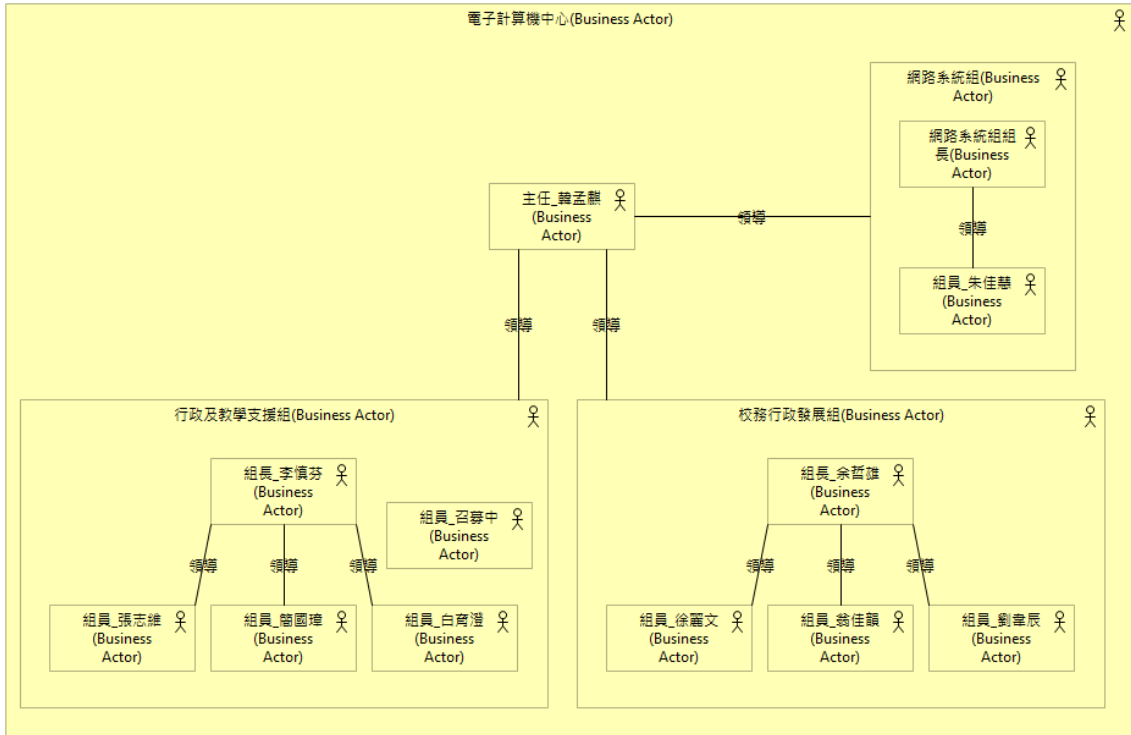 電子計算機中心(Business Actor)
網路系統組(Business
Actor)
網路系統組組
長(Business
Actor)
領導
組員_朱佳慧
(Business
Actor)
主任_韓孟麒
(Business
Actor)
領導
領導
領導
行政及教學支援組(Business Actor)
組長_李慎芬
(Business
Actor)
組員_召募中
(Business
Actor)
領導
領導
領導
組員_張志維
(Business
Actor)
組員_簡國璋
(Business
Actor)
組員_白育澄
(Business
Actor)
校務行政發展組(Business Actor)
組長_余哲雄
(Business
Actor)
領導
領導
領導
組員_徐麗文
(Business
Actor)
組員_翁佳韻
(Business
Actor)
組員_劉韋辰
(Business
Actor)